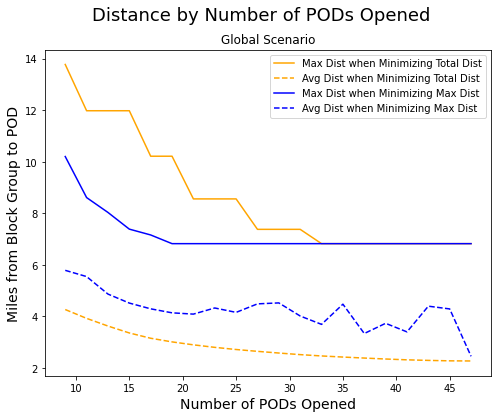 Distance by Number of PODs Opened
Global Scenario
Max Dist when Minimizing Total Dist
Avg Dist when Minimizing Total Dist
Max Dist when Minimizing Max Dist
Avg Dist when Minimizing Max Dist
Miles from Block Group to POD
14
12
10
8
6
4
2
10 15 20 25 30 35 40 45
Number of PODs Opened